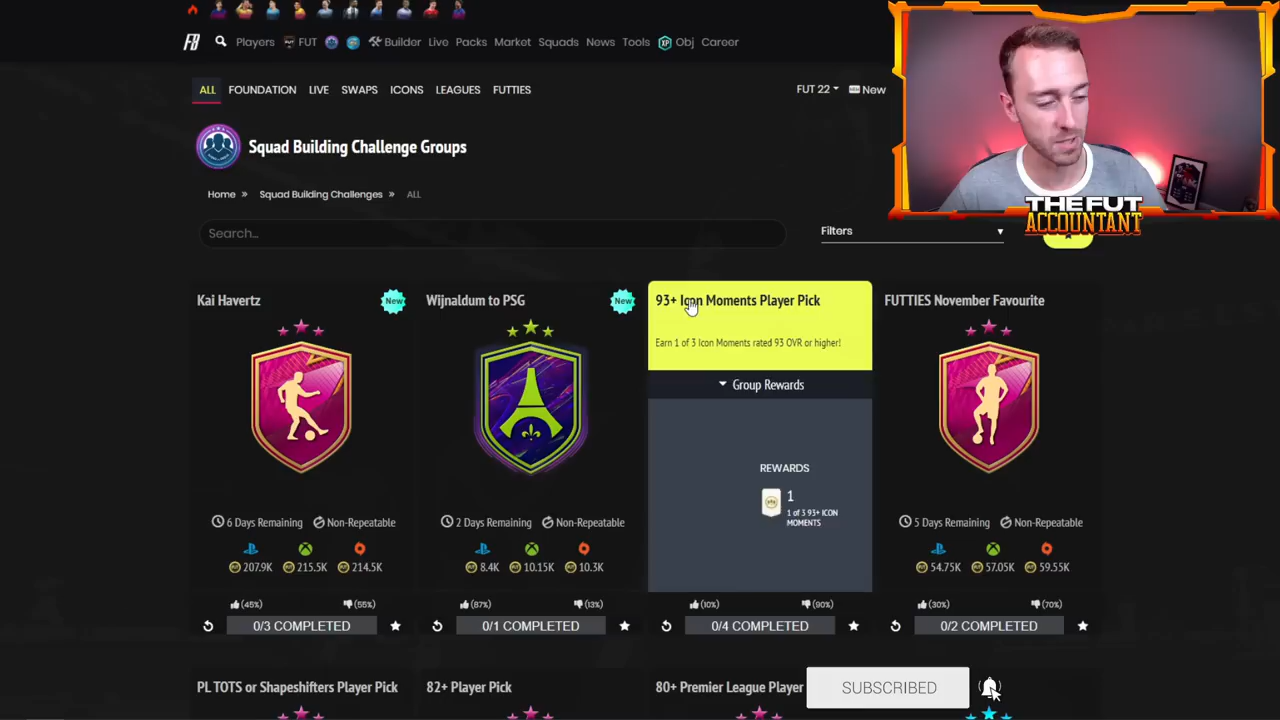 FB
Players
FUT
Builder
Live
Packs
Market
Squads
News
Tools
XP
Obj
Career
ALL
FOUNDATION
LIVE
SWAPS
ICONS
LEAGUES
FUTTIES
FUT 22
New
Squad Building Challenge Groups
Home » Squad Building Challenges » ALL
Search...
Filters
THE FUT
ACCOUNTANT
Kai Havertz
New
6 Days Remaining
Non-Repeatable
207.9K
215.5K
214.5K
(45%)
(55%)
0/3 COMPLETED
Wijnaldum to PSG
New
2 Days Remaining
Non-Repeatable
8.4K
10.15K
10.3K
(87%)
(13%)
0/1 COMPLETED
93+ Icon Moments Player Pick
Earn 1 of 3 Icon Moments rated 93 OVR or higher!
Group Rewards
REWARDS
1
1 of 3 93+ ICON
MOMENTS
(10%)
(90%)
0/4 COMPLETED
FUTTIES November Favourite
5 Days Remaining
Non-Repeatable
54.75K
57.05K
59.55K
(30%)
(70%)
0/2 COMPLETED
PL TOTS or Shapeshifters Player Pick
82+ Player Pick
80+ Premier League Player
SUBSCRIBED